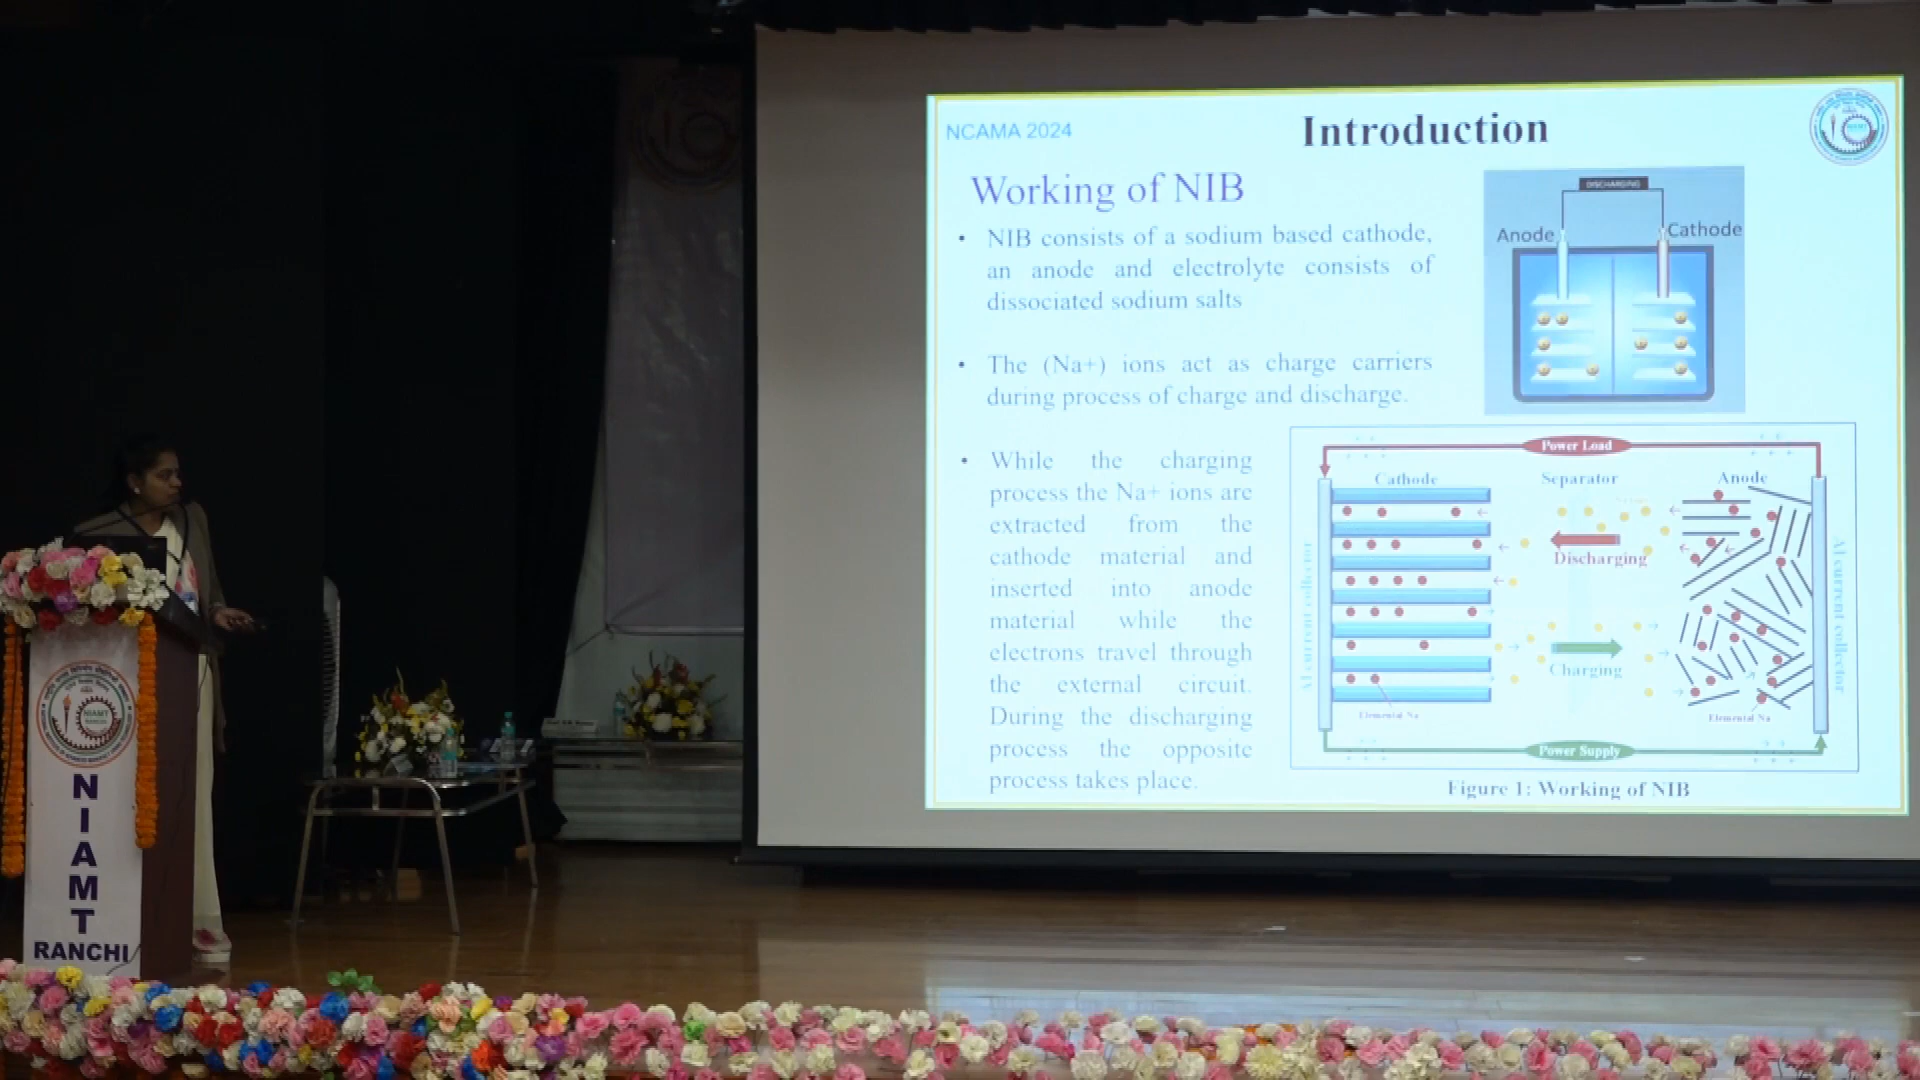 NCAMA 2024
Introduction
Working of NIB
• NIB consists of a sodium based cathode,
an anode and electrolyte consists of
dissociated sodium salts
• The (Na+) ions act as charge carriers
during process of charge and discharge.
• While the charging
process the Na+ ions are
extracted from the
cathode material and
inserted into anode
material while the
electrons travel through
the external circuit.
During the discharging
process the opposite
process takes place.
DISCHARGING
Anode
Cathode
Power Load
Cathode
Separator
Anode
Discharging
Charging
Elemental Na
Elemental Na
Al current collector
Al current collector
Power Supply
Figure 1: Working of NIB
NIAMT
NIAMT
RANCHI